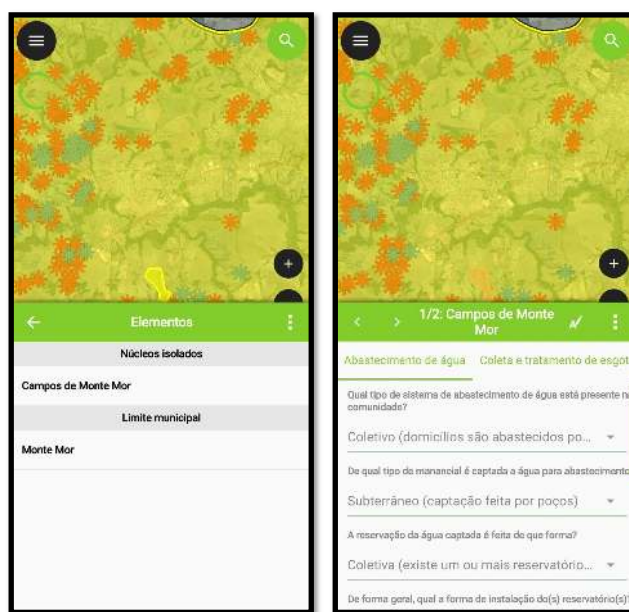 Elementos
Núcleos isolados
Campos de Monte Mor
Limite municipal
Monte Mor
1/2: Campos de Monte
Mor
Abastecimento de água Coleta e tratamento de esgot
Qual tipo de sistema de abastecimento de água está presente na
comunidade?
Coletivo (domicílios são abastecidos po...
De qual tipo de manancial é captada a água para abastecimento
Subterrâneo (captação feita por poços)
A reservação da água captada é feita de que forma?
Coletiva (existe um ou mais reservatório...
De forma geral, qual a forma de instalação do(s) reservatório(s)?